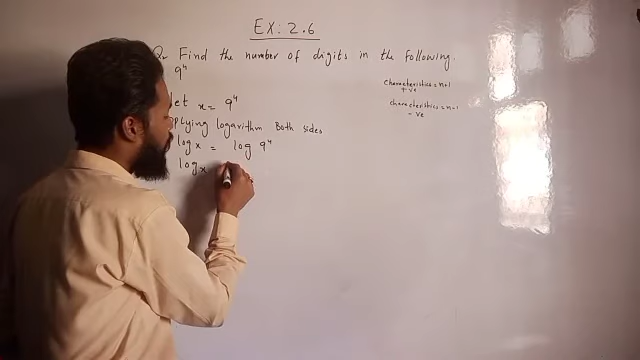 EX: 2.6
Q Find the number of digits in the following.
9⁴
characteristics = n-1
+ve
let x = 9⁴
characteristics = n-1
-ve
pplying logarithm Both sides
log x = log 9⁴
log x